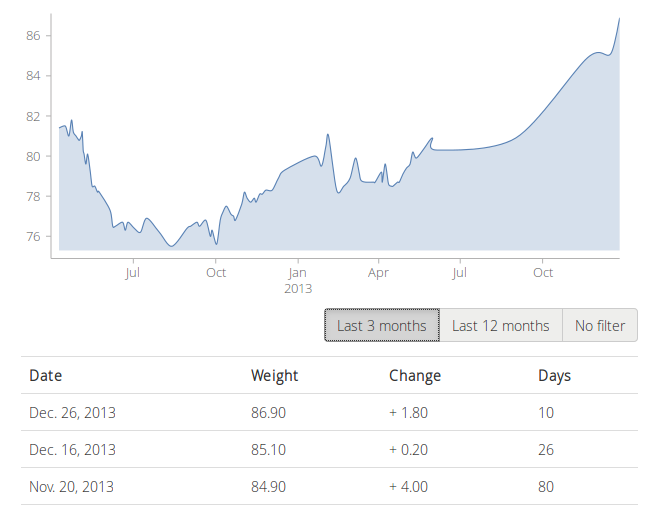 86
84
82
80
78
76
Jul Oct Jan Apr Jul Oct
2013
Last 3 months Last 12 months No filter
Date Weight Change Days
Dec. 26, 2013 86.90 + 1.80 10
Dec. 16, 2013 85.10 + 0.20 26
Nov. 20, 2013 84.90 + 4.00 80